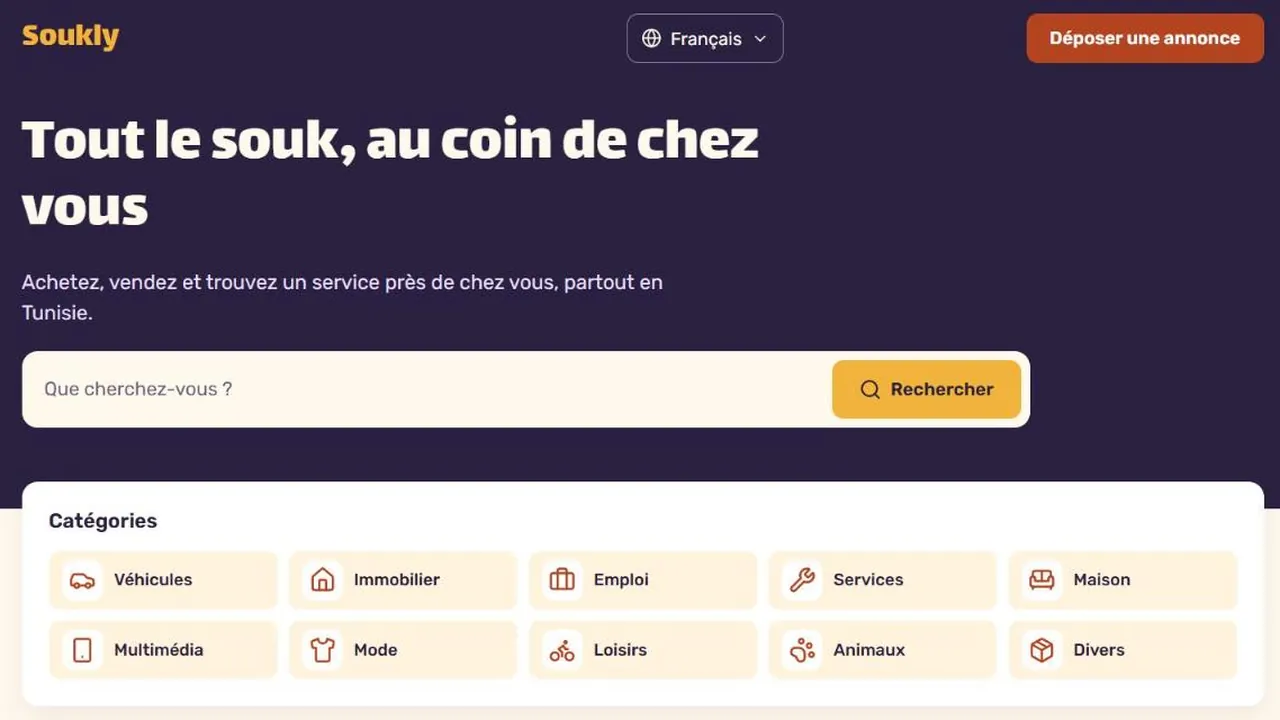 Soukly
Français
Déposer une annonce
Tout le souk, au coin de chez
vous
Achetez, vendez et trouvez un service près de chez vous, partout en
Tunisie.
Que cherchez-vous ?
Rechercher
Catégories
Véhicules
Immobilier
Emploi
Services
Maison
Multimédia
Mode
Loisirs
Animaux
Divers